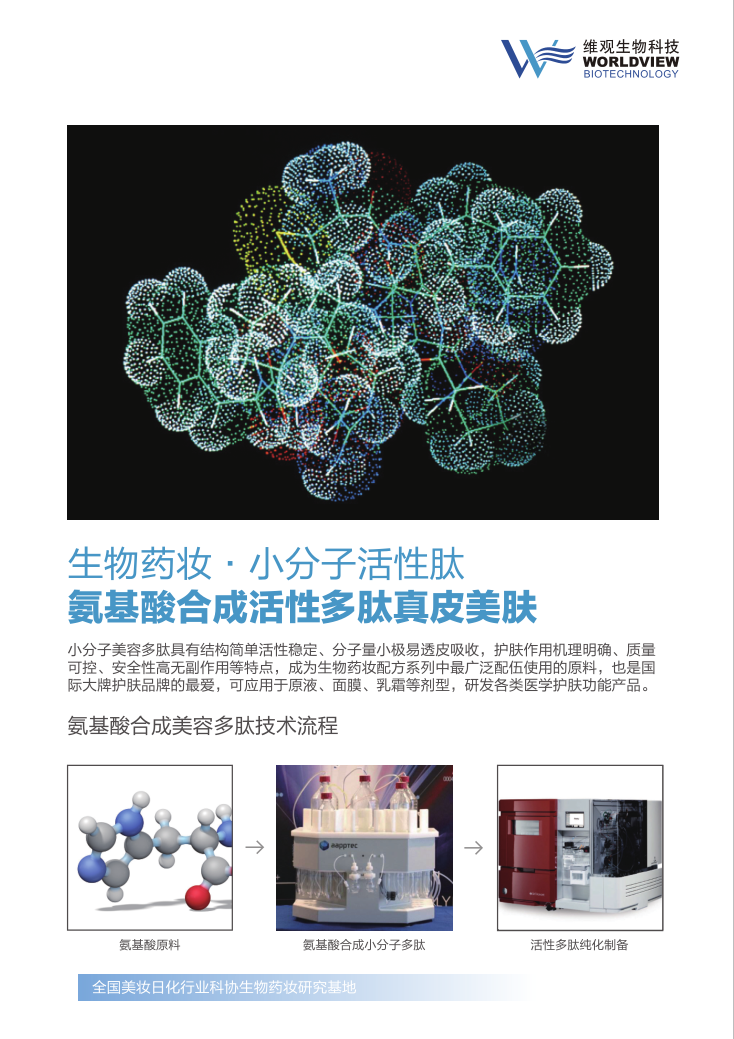 维观生物科技
WORLDVIEW
BIOTECHNOLOGY
生物药妆·小分子活性肽
氨基酸合成活性多肽真皮美肤
小分子美容多肽具有结构简单活性稳定、分子量小极易透皮吸收，护肤作用机理明确、质量
可控、安全性高无副作用等特点，成为生物药妆配方系列中最广泛配伍使用的原料，也是国
际大牌护肤品牌的最爱，可应用于原液、面膜、乳霜等剂型，研发各类医学护肤功能产品。
氨基酸合成美容多肽技术流程
aapptec
氨基酸原料
氨基酸合成小分子多肽
活性多肽纯化制备
全国美妆日化行业科协生物药妆研究基地